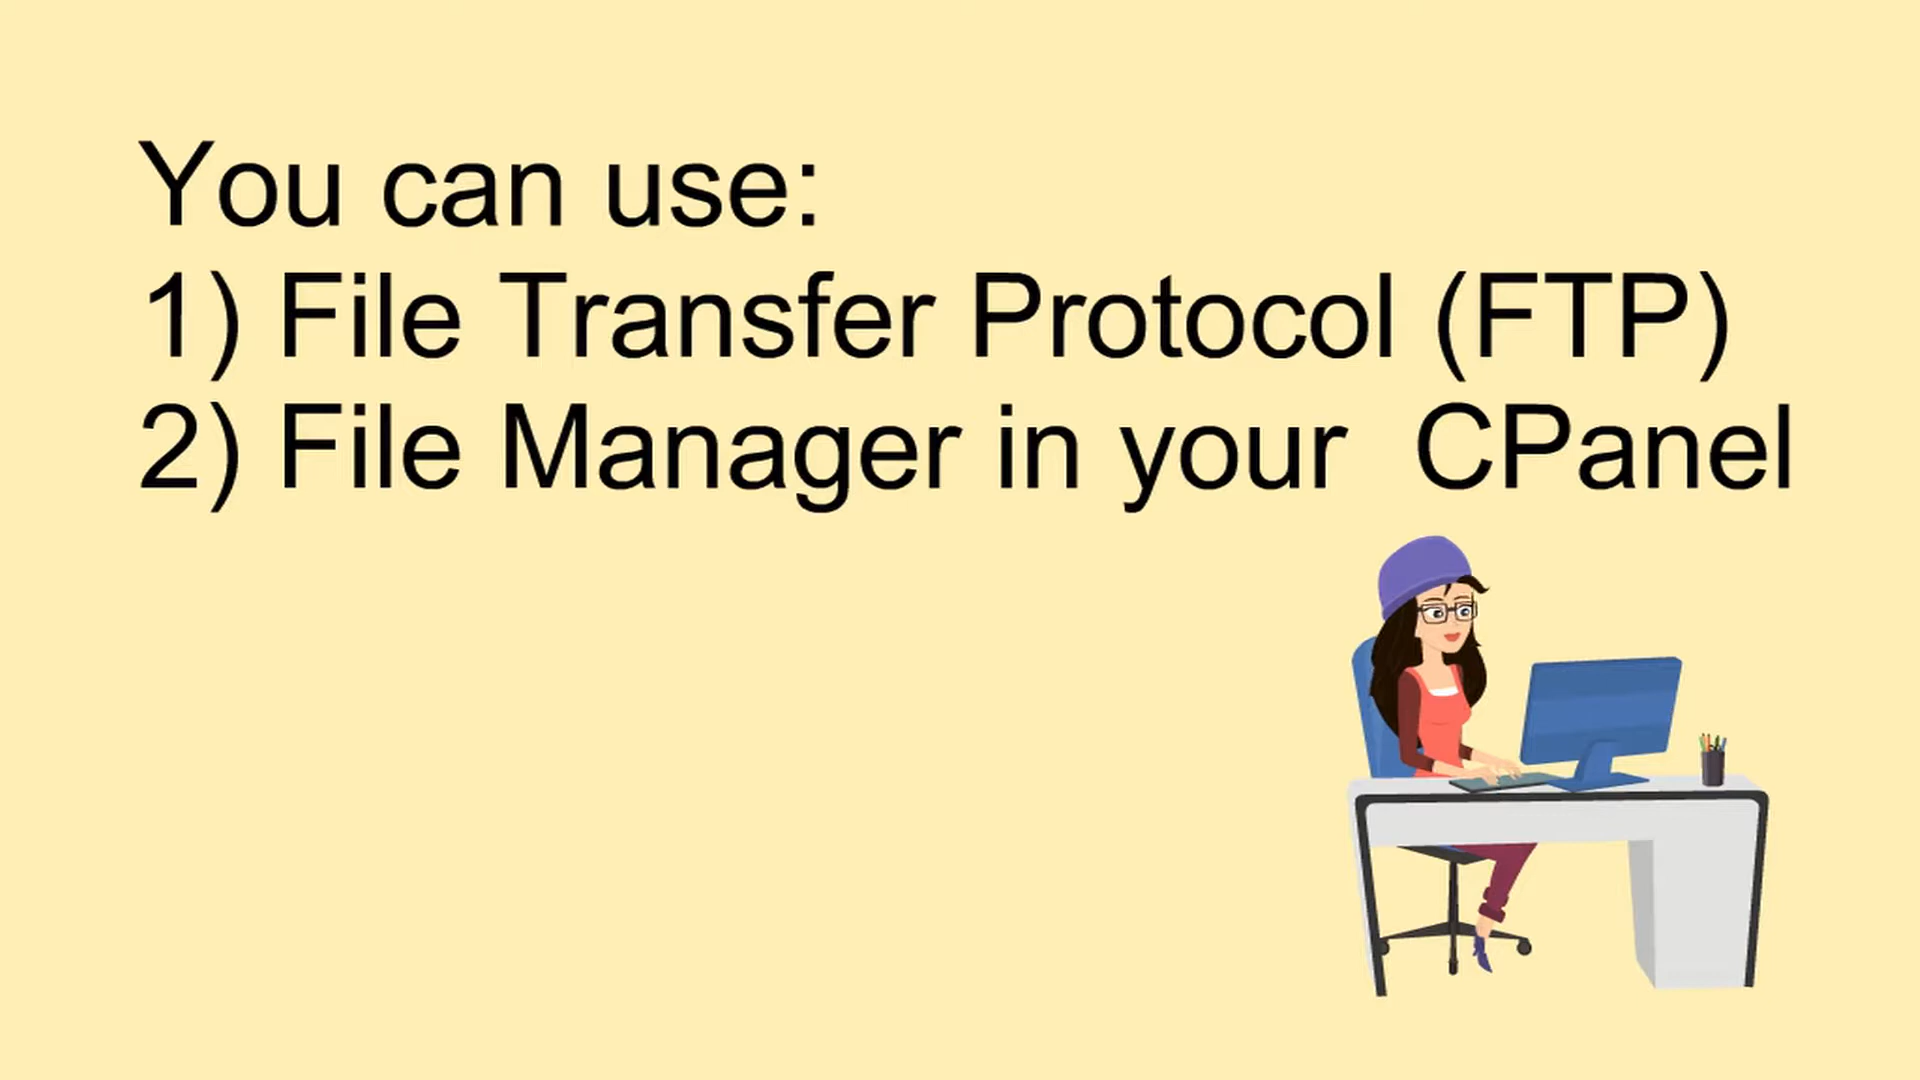 You can use:
1) File Transfer Protocol (FTP)
2) File Manager in your  CPanel